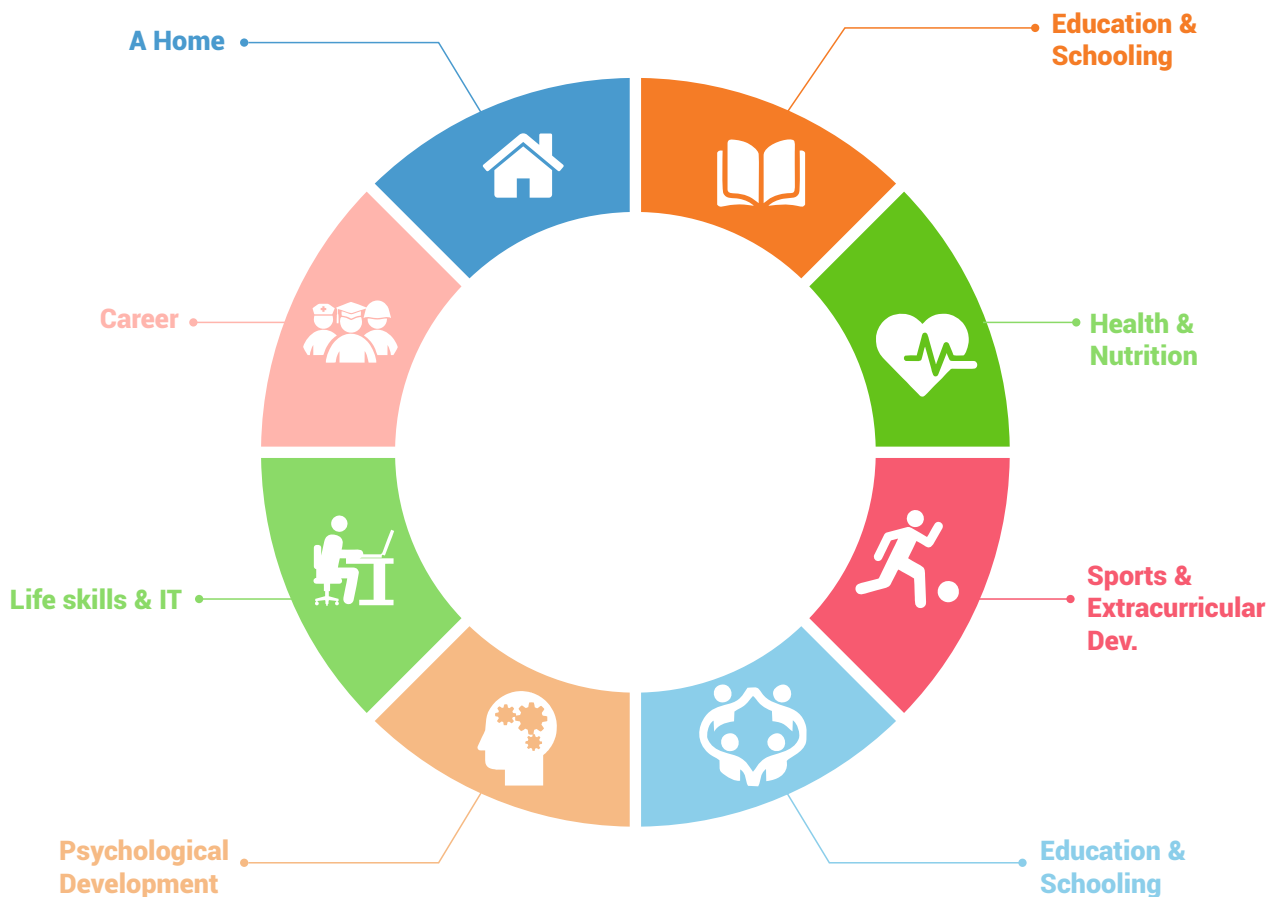 A Home
Education &
Schooling
Career
Health &
Nutrition
Life skills & IT
Sports &
Extracurricular
Dev.
Psychological
Development
Education &
Schooling